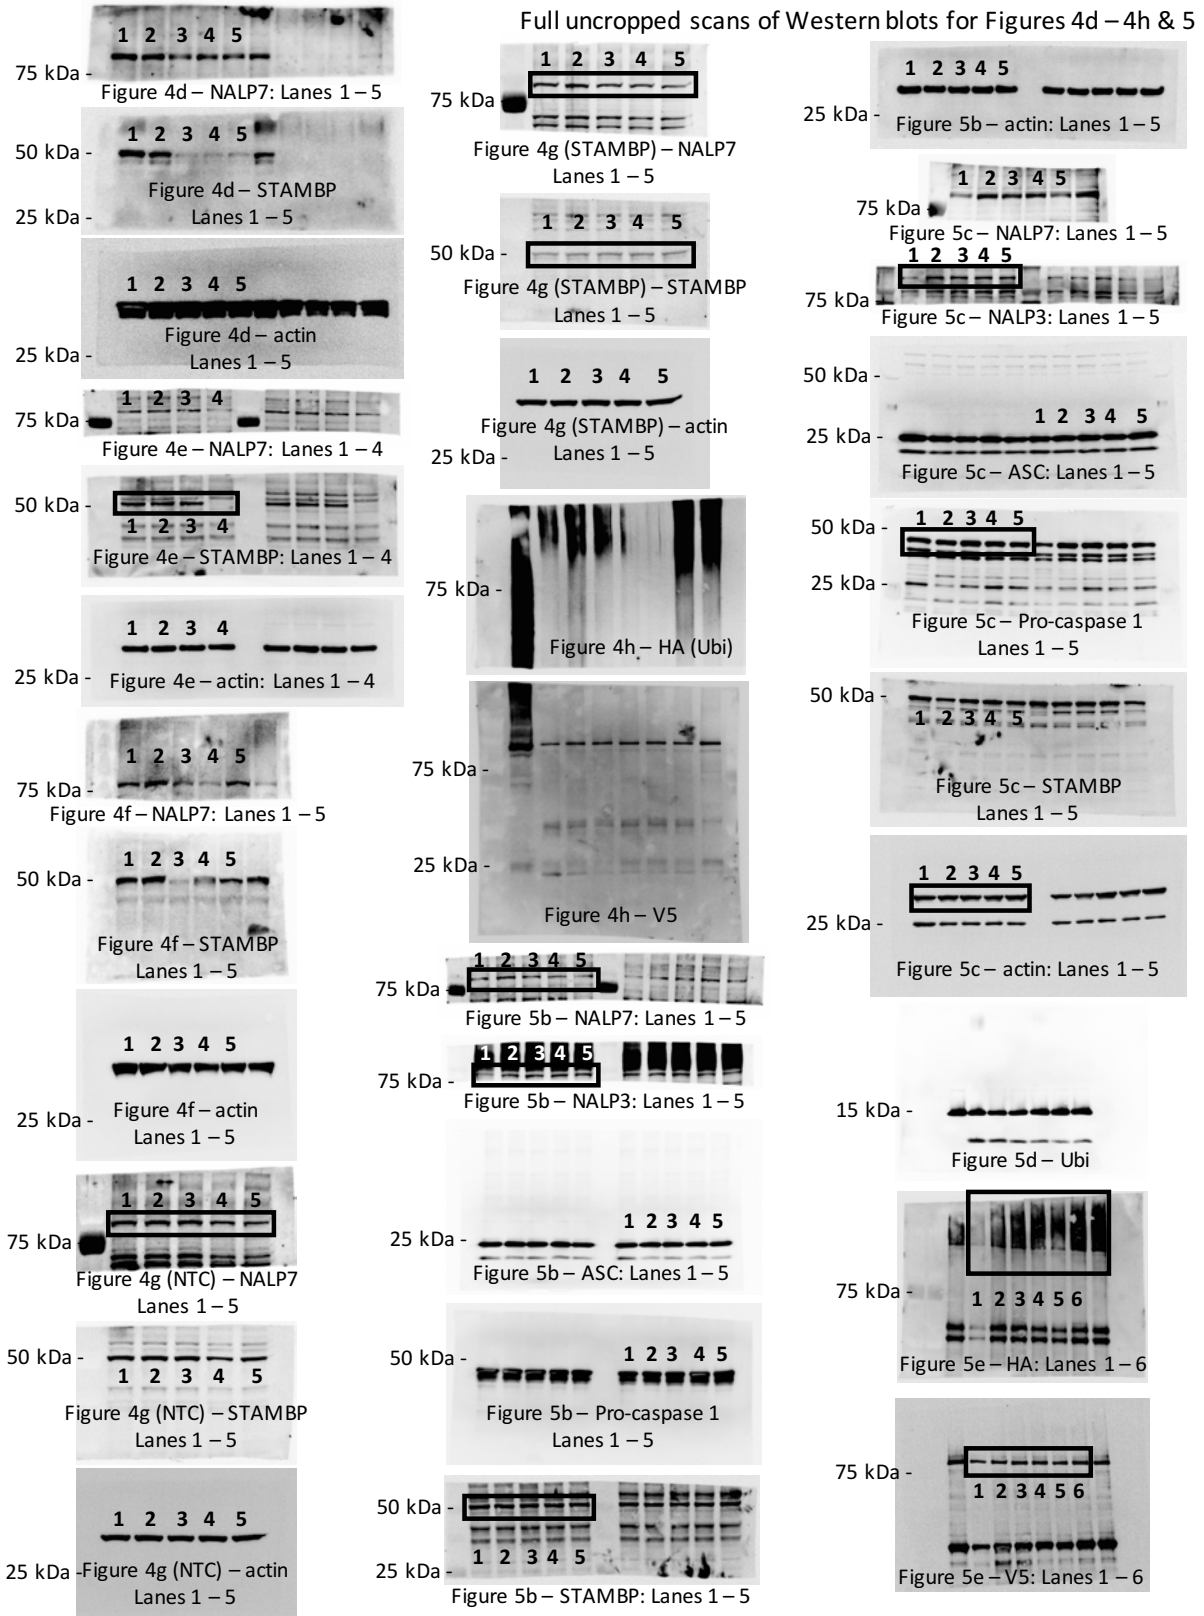 Full uncropped scans of Western blots for Figures 4d – 4h & 5
1 2 3 4 5
75 kDa -
Figure 4d – NALP7: Lanes 1 – 5
1 2 3 4 5
50 kDa -
Figure 4d – STAMBP
Lanes 1 – 5
25 kDa -
1 2 3 4 5
Figure 4d – actin
Lanes 1 – 5
25 kDa -
1 2 3 4
75 kDa -
Figure 4e – NALP7: Lanes 1 – 4
50 kDa -
1 2 3 4
Figure 4e – STAMBP: Lanes 1 – 4
1 2 3 4
25 kDa -
Figure 4e – actin: Lanes 1 – 4
1 2 3 4 5
75 kDa -
Figure 4f – NALP7: Lanes 1 – 5
1 2 3 4 5
50 kDa -
Figure 4f – STAMBP
Lanes 1 – 5
1 2 3 4 5
Figure 4f – actin
25 kDa -
Lanes 1 – 5
1 2 3 4 5
75 kDa
Figure 4g (NTC) – NALP7
Lanes 1 – 5
50 kDa -
1 2 3 4 5
Figure 4g (NTC) – STAMBP
Lanes 1 – 5
1 2 3 4 5
25 kDa -
Figure 4g (NTC) – actin
Lanes 1 – 5
1 2 3 4 5
75 kDa
Figure 4g (STAMBP) – NALP7
Lanes 1 – 5
1 2 3 4 5
50 kDa -
Figure 4g (STAMBP) – STAMBP
Lanes 1 – 5
1 2 3 4 5
Figure 4g (STAMBP) – actin
Lanes 1 – 5
25 kDa -
75 kDa -
Figure 4h – HA (Ubi)
75 kDa -
25 kDa -
Figure 4h – V5
1 2 3 4 5
75 kDa -
Figure 5b – NALP7: Lanes 1 – 5
1 2 3 4 5
75 kDa -
Figure 5b – NALP3: Lanes 1 – 5
1 2 3 4 5
25 kDa -
Figure 5b – ASC: Lanes 1 – 5
1 2 3 4 5
50 kDa -
Figure 5b – Pro-caspase 1
Lanes 1 – 5
50 kDa -
1 2 3 4 5
25 kDa -
Figure 5b – STAMBP: Lanes 1 – 5
1 2 3 4 5
25 kDa -
Figure 5b – actin: Lanes 1 – 5
1 2 3 4 5
75 kDa
Figure 5c – NALP7: Lanes 1 – 5
1 2 3 4 5
75 kDa
Figure 5c – NALP3: Lanes 1 – 5
50 kDa -
1 2 3 4 5
25 kDa -
Figure 5c – ASC: Lanes 1 – 5
1 2 3 4 5
50 kDa -
25 kDa -
Figure 5c – Pro-caspase 1
Lanes 1 – 5
50 kDa -
1 2 3 4 5
Figure 5c – STAMBP
Lanes 1 – 5
1 2 3 4 5
25 kDa -
Figure 5c – actin: Lanes 1 – 5
15 kDa -
Figure 5d – Ubi
75 kDa -
1 2 3 4 5 6
Figure 5e – HA: Lanes 1 – 6
75 kDa -
1 2 3 4 5 6
Figure 5e – V5: Lanes 1 – 6